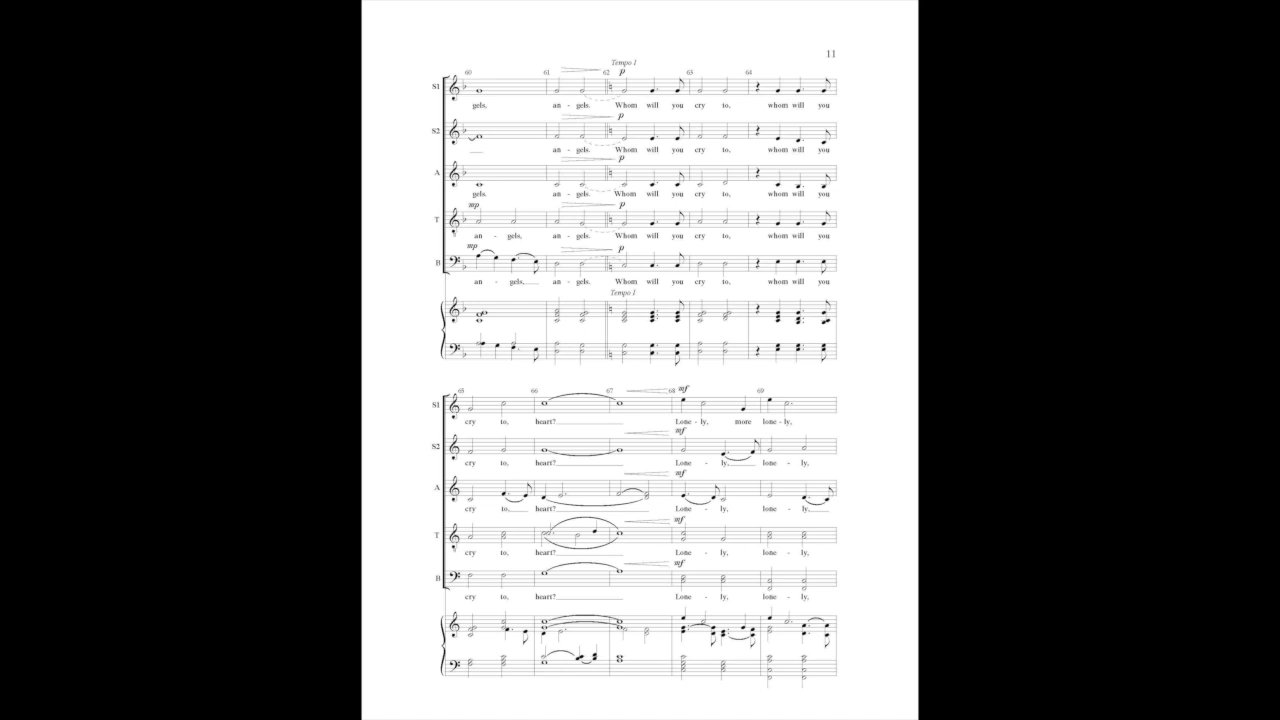 11
Tempo I
60 61 62 63 64
p
S1
gels. an - gels. Whom will you cry to, whom will you
p
S2
an - gels. Whom will you cry to, whom will you
p
A
gels. an - gels. Whom will you cry to, whom will you
mp p
T
an - gels, an - gels. Whom will you cry to, whom will you
mp p
B
an - gels, an - gels. Whom will you cry to, whom will you
Tempo I
65 66 67 68 69
mf
S1
cry to, heart? Lone - ly, more lone - ly,
mf
S2
cry to, heart? Lone - ly, lone - ly,
mf
A
cry to, heart? Lone - ly, lone - ly,
mf
T
cry to, heart? Lone - ly, lone - ly,
mf
B
cry to, heart? Lone - ly, lone - ly,